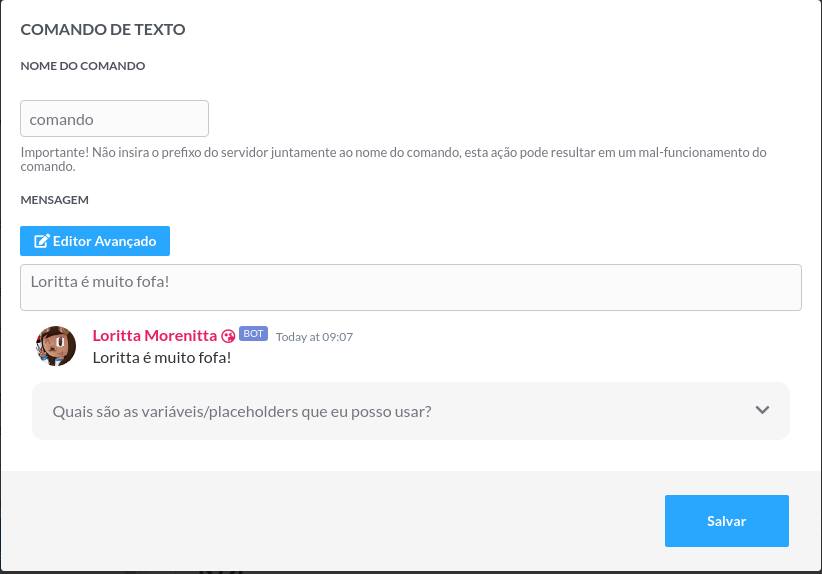 COMANDO DE TEXTO
NOME DO COMANDO
comando
Importante! Não insira o prefixo do servidor juntamente ao nome do comando, esta ação pode resultar em um mal-funcionamento do
comando.
MENSAGEM
Editor Avançado
Loritta é muito fofa!
Loritta Morenitta BOT Today at 09:07
Loritta é muito fofa!
Quais são as variáveis/placeholders que eu posso usar?
Salvar